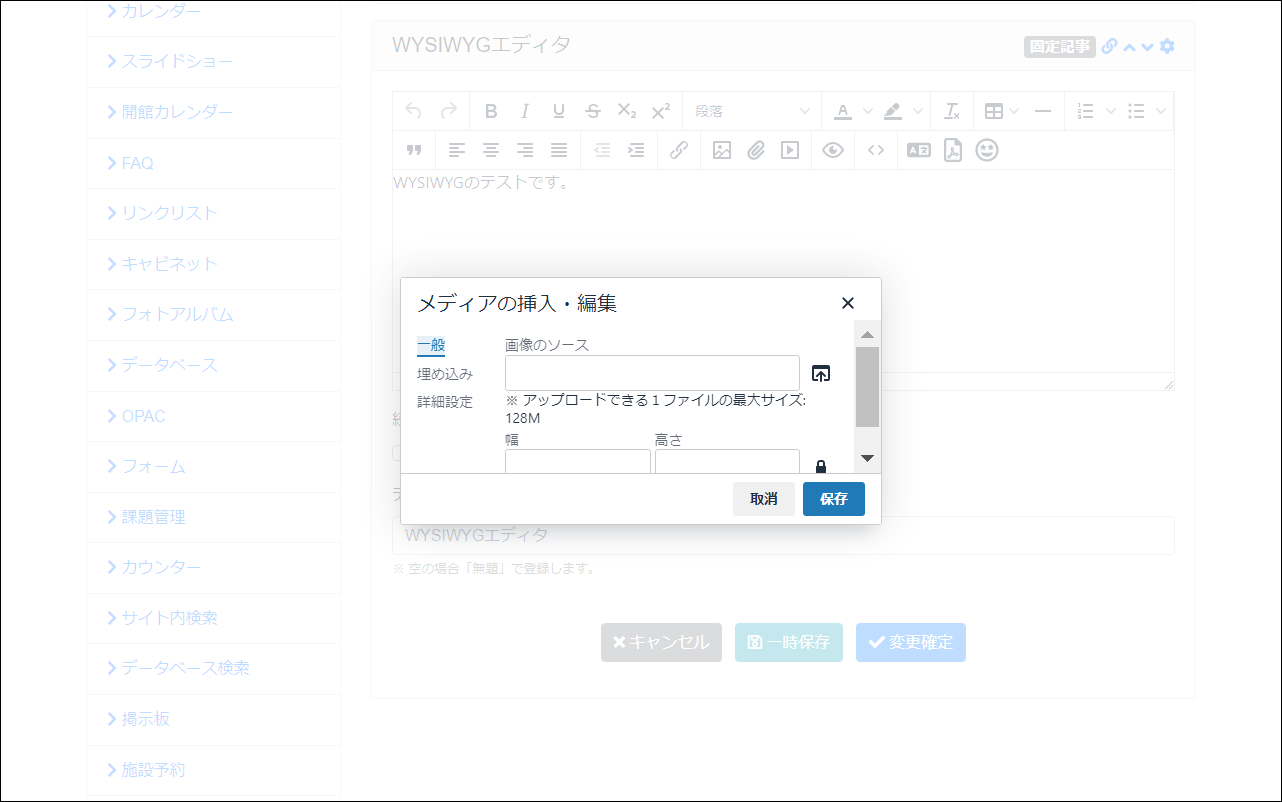 カレンダー
スライドショー
開館カレンダー
FAQ
リンクリスト
キャビネット
フォトアルバム
データベース
OPAC
フォーム
課題管理
カウンター
サイト内検索
データベース検索
掲示板
施設予約
WYSIWYGエディタ
固定記事
段落
WYSIWYGのテストです。
メディアの挿入・編集
一般
埋め込み
詳細設定
画像のソース
※ アップロードできる１ファイルの最大サイズ:
128M
幅 高さ
取消 保存
WYSIWYGエディタ
※ 空の場合「無題」で登録します。
キャンセル 一時保存 変更確定